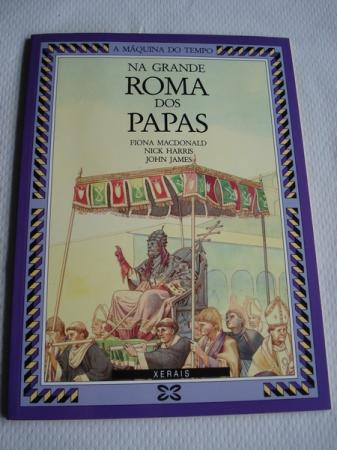 A MÁQUINA DO TEMPO
NA GRANDE
ROMA
DOS
PAPAS
FIONA MACDONALD
NICK HARRIS
JOHN JAMES
XERAIS